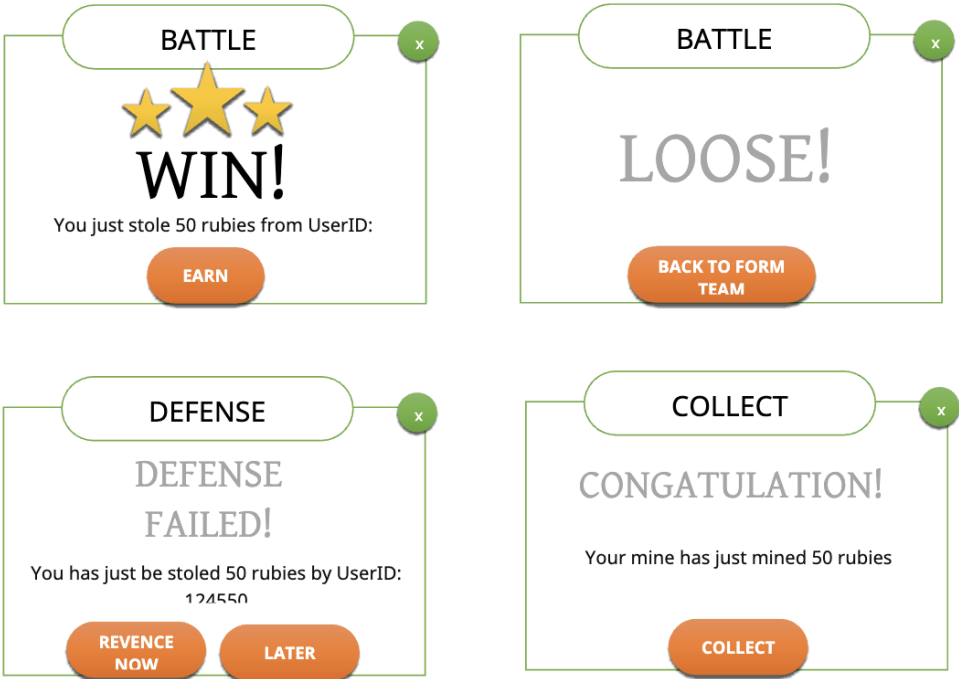 BATTLE
x
WIN!
You just stole 50 rubies from UserID:
EARN
BATTLE
x
LOOSE!
BACK TO FORM
TEAM
DEFENSE
x
DEFENSE
FAILED!
You has just be stoled 50 rubies by UserID:
124550
REVENCE
NOW
LATER
COLLECT
x
CONGATULATION!
Your mine has just mined 50 rubies
COLLECT